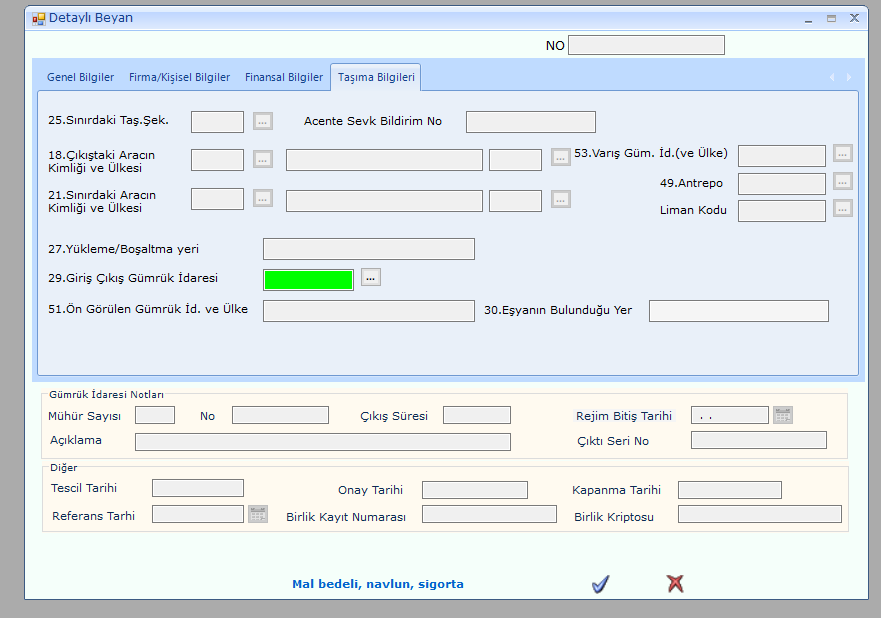 Detaylı Beyan
NO
Genel Bilgiler Firma/Kişisel Bilgiler Finansal Bilgiler Taşıma Bilgileri
25.Sınırdaki Taş.Şek. ... Acente Sevk Bildirim No
18.Çıkıştaki Aracın
Kimliği ve Ülkesi ... ... 53.Varış Güm. İd.(ve Ülke) ...
49.Antrepo ...
21.Sınırdaki Aracın
Kimliği ve Ülkesi ... ...
Liman Kodu ...
27.Yükleme/Boşaltma yeri
29.Giriş Çıkış Gümrük İdaresi ...
51.Ön Görülen Gümrük İd. ve Ülke 30.Eşyanın Bulunduğu Yer
Gümrük İdaresi Notları
Mühür Sayısı No Çıkış Süresi Rejim Bitiş Tarihi . .
Açıklama Çıktı Seri No
Diğer
Tescil Tarihi Onay Tarihi Kapanma Tarihi
Referans Tarhi Birlik Kayıt Numarası Birlik Kriptosu
Mal bedeli, navlun, sigorta